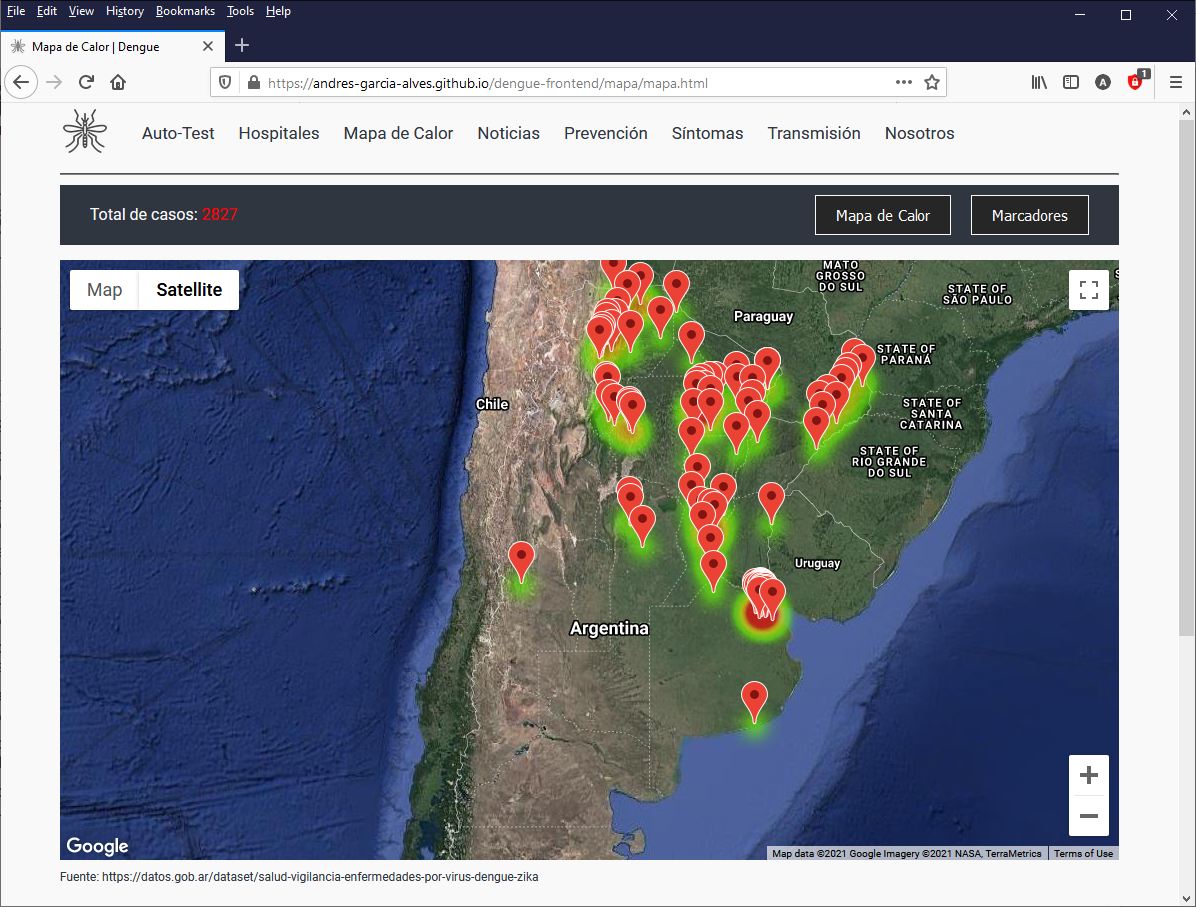 File Edit View History Bookmarks Tools Help
Mapa de Calor | Dengue
https://andres-garcia-alves.github.io/dengue-frontend/mapa/mapa.html
A
1
Auto-Test Hospitales Mapa de Calor Noticias Prevención Síntomas Transmisión Nosotros
Total de casos: 2827
Mapa de Calor Marcadores
Map Satellite
MATO
GROSSO
DO SUL
STATE OF
SÃO PAULO
Paraguay
STATE OF
PARANÁ
Chile
STATE OF
SANTA
CATARINA
STATE OF
RIO GRANDE
DO SUL
Uruguay
Argentina
Google
Map data ©2021 Google Imagery ©2021 NASA, TerraMetrics Terms of Use
Fuente: https://datos.gob.ar/dataset/salud-vigilancia-enfermedades-por-virus-dengue-zika